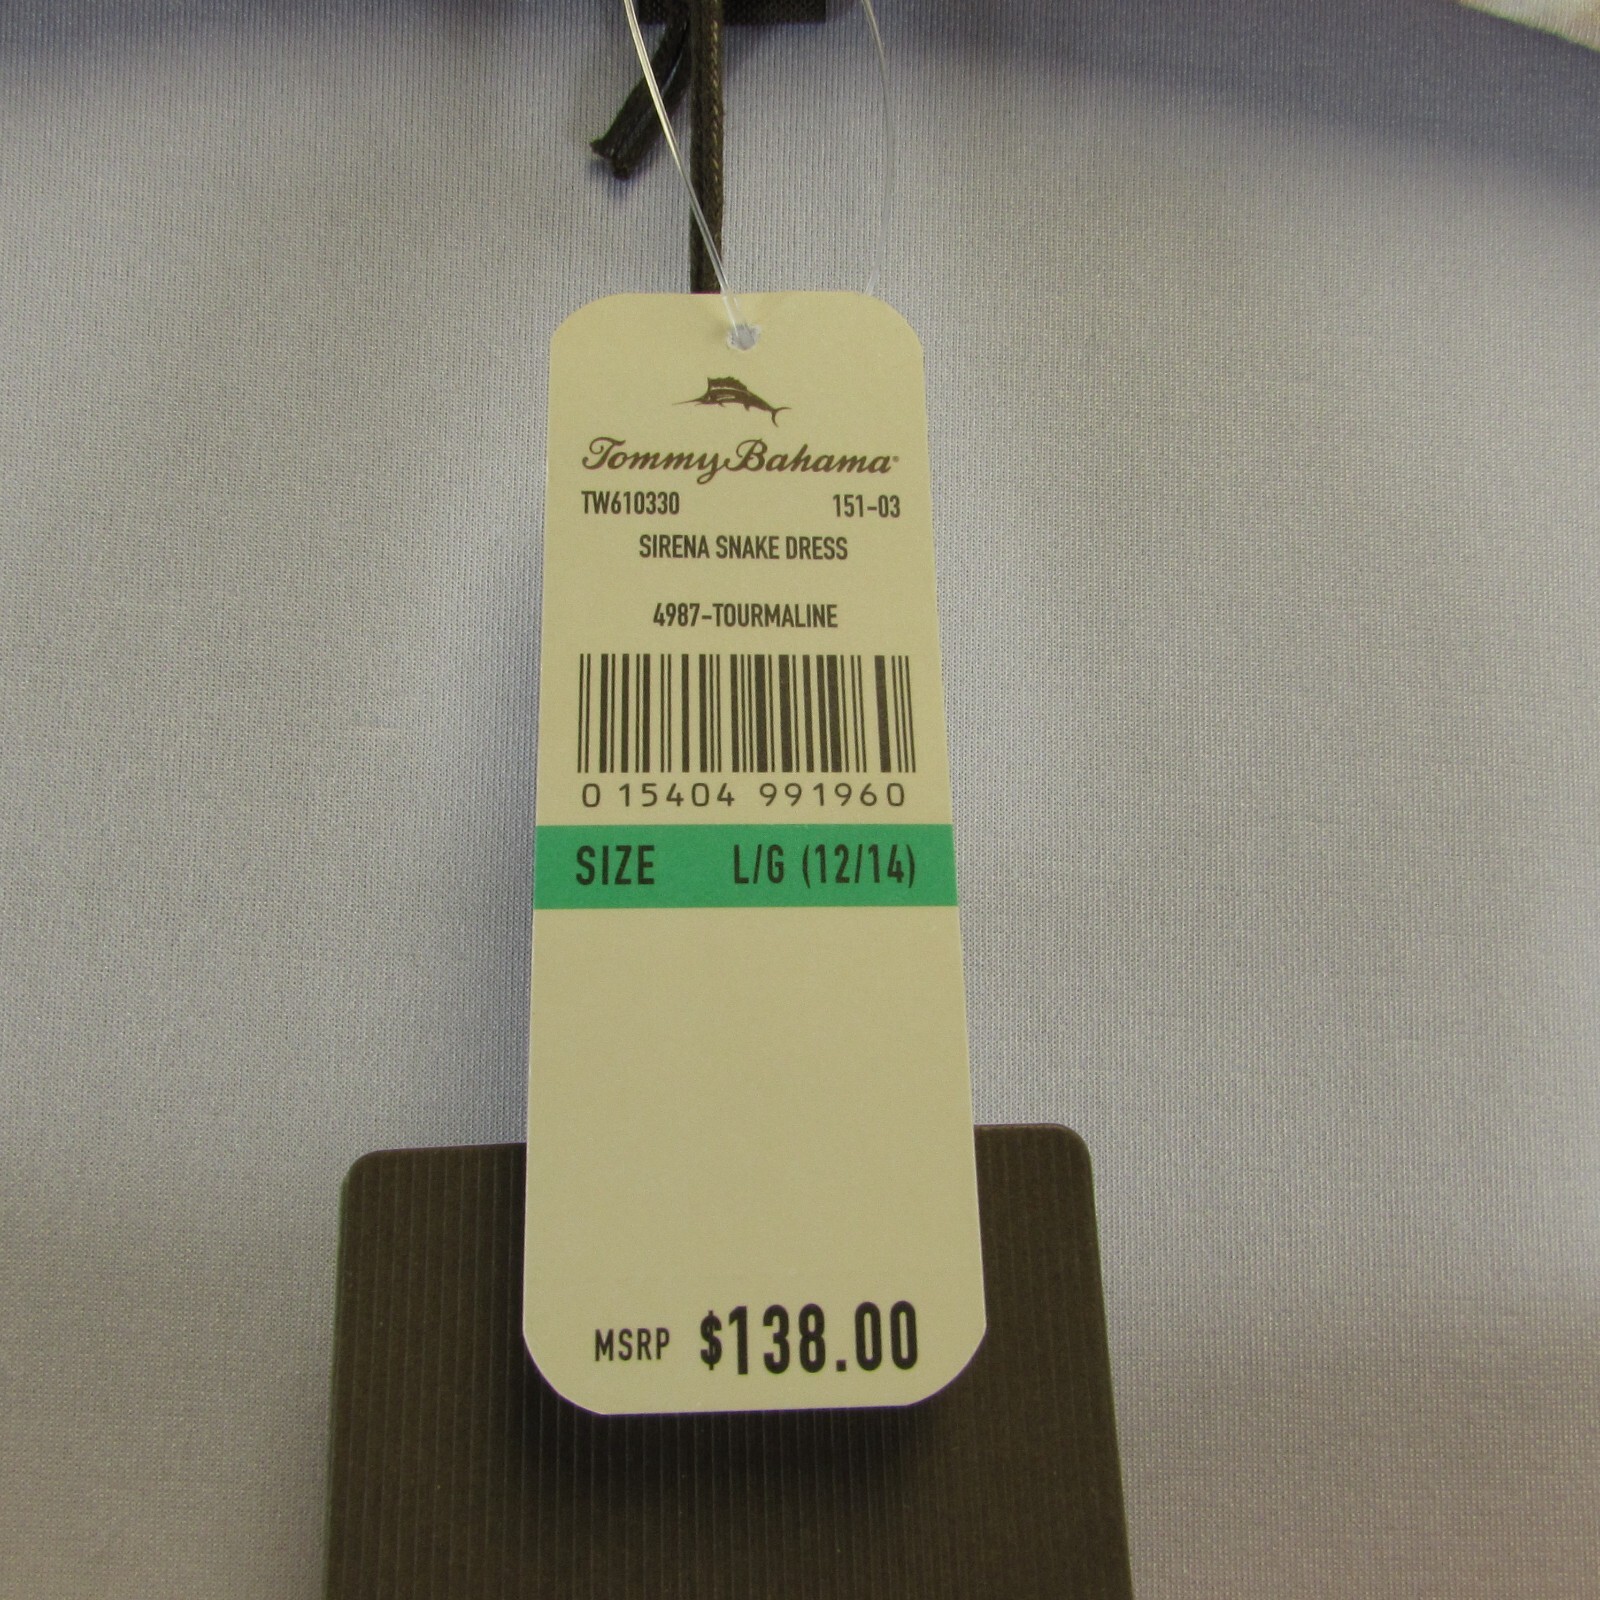 Tommy Bahama®
TW610330 151-03
SIRENA SNAKE DRESS
4987-TOURMALINE
0 15404 991960
SIZE L/G (12/14)
MSRP $138.00